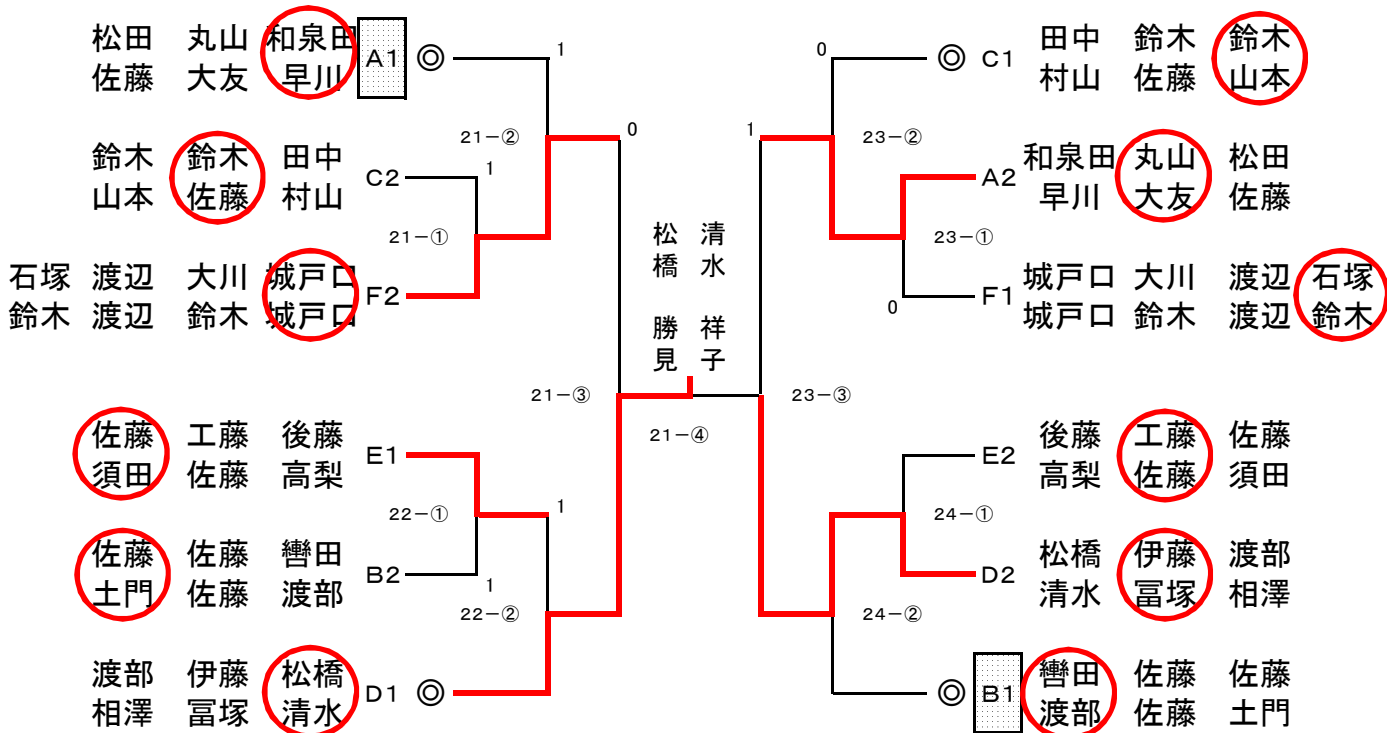 松田 丸山 和泉田
佐藤 大友 早川
A1 ◎
1
21-②
0
鈴木 鈴木 田中
山本 佐藤 村山
C2
1
21-①
石塚 渡辺 大川 城戸口
鈴木 渡辺 鈴木 城戸口
F2
21-③
佐藤 工藤 後藤
須田 佐藤 高梨
E1
22-①
1
佐藤 佐藤 轡田
土門 佐藤 渡部
B2
1
22-②
渡部 伊藤 松橋
相澤 冨塚 清水
D1 ◎
清水 祥子
松橋 勝見
21-④
0
◎ C1
田中 鈴木 鈴木
村山 佐藤 山本
1
23-②
A2
和泉田 丸山 松田
早川 大友 佐藤
23-①
0
F1
城戸口 大川 渡辺 石塚
城戸口 鈴木 渡辺 鈴木
23-③
E2
後藤 工藤 佐藤
高梨 佐藤 須田
24-①
D2
松橋 伊藤 渡部
清水 冨塚 相澤
24-②
◎ B1
轡田 佐藤 佐藤
渡部 佐藤 土門